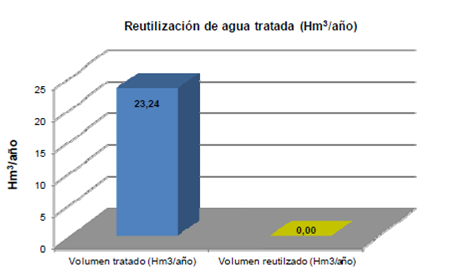 Reutilización de agua tratada (Hm³/año)
Hm³/año
25
20
15
10
5
0
23,24
0,00
Volumen tratado (Hm3/año)
Volumen reutilzado (Hm3/año)